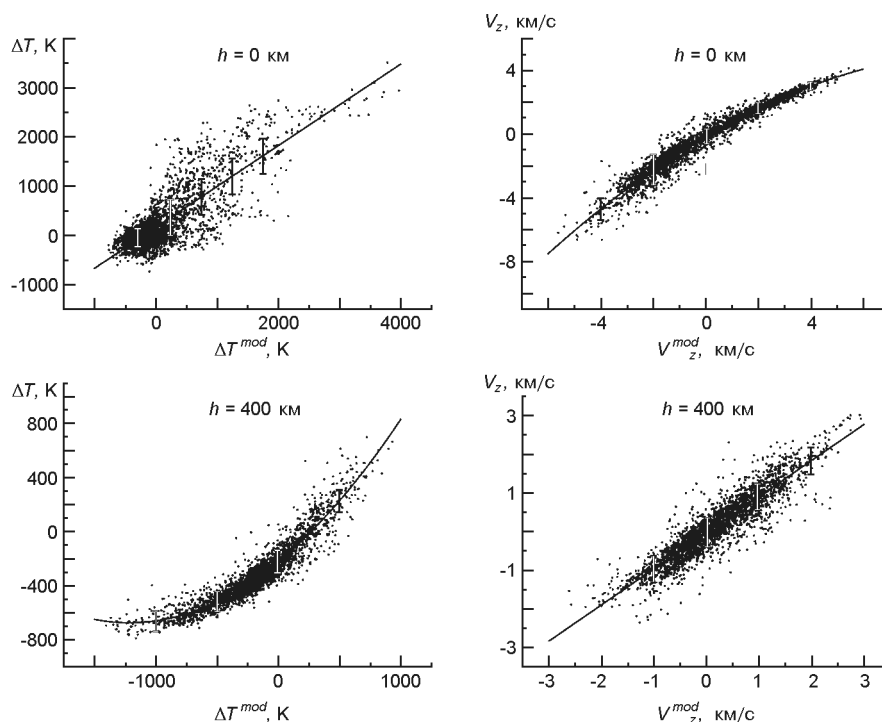 ΔT, К
h = 0 км
3000
2000
1000
0
-1000
0 2000 4000
ΔT^mod, К
V_z, км/с
h = 0 км
4
0
-4
-8
-4 0 4
V^mod_z, км/с
ΔT, К
h = 400 км
800
400
0
-400
-800
-1000 0 1000
ΔT^mod, К
V_z, км/с
h = 400 км
3
1
-1
-3
-3 -2 -1 0 1 2 3
V^mod_z, км/с